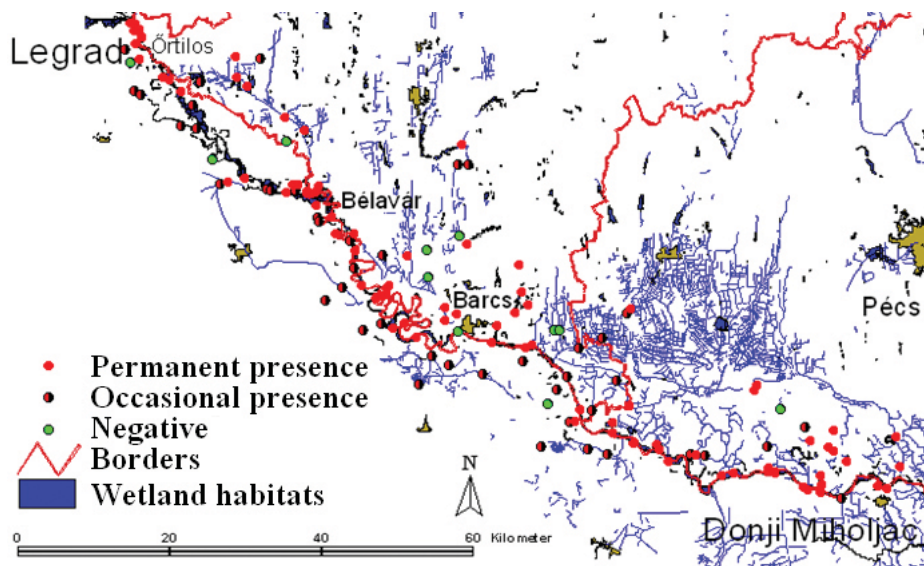 Legrad
Őrtilos
Bélavár
Barcs
Pécs
Permanent presence
Occasional presence
Negative
Borders
Wetland habitats
N
Donji Miholjac
0 20 40 60 Kilometer